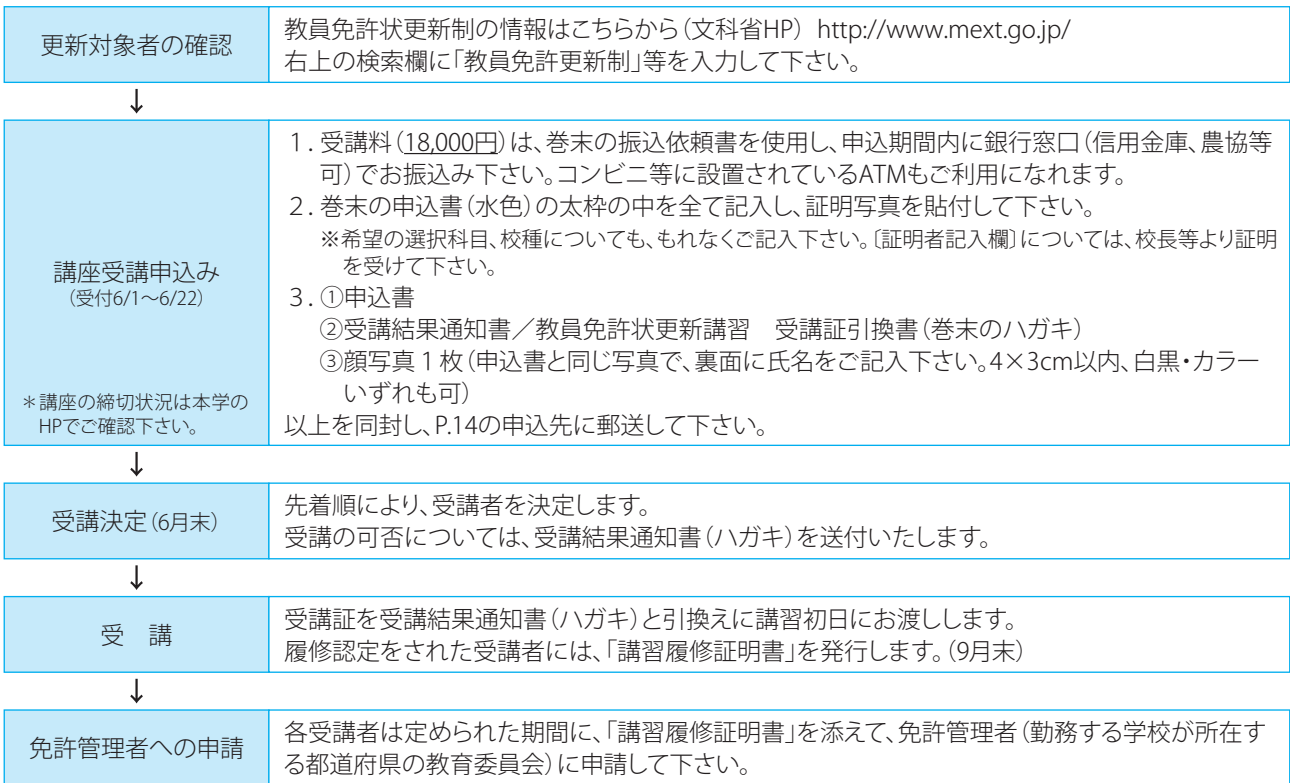 更新対象者の確認
教員免許状更新制の情報はこちらから（文科省HP） http://www.mext.go.jp/
右上の検索欄に「教員免許更新制」等を入力して下さい。
↓
講座受講申込み
（受付6/1～6/22）
＊講座の締切状況は本学の
HPでご確認下さい。
１．受講料（18,000円）は、巻末の振込依頼書を使用し、申込期間内に銀行窓口（信用金庫、農協等
可）でお振込み下さい。コンビニ等に設置されているATMもご利用になれます。
２．巻末の申込書（水色）の太枠の中を全て記入し、証明写真を貼付して下さい。
※希望の選択科目、校種についても、もれなくご記入下さい。〔証明者記入欄〕については、校長等より証明
を受けて下さい。
３．①申込書
②受講結果通知書／教員免許状更新講習　受講証引換書（巻末のハガキ）
③顔写真１枚（申込書と同じ写真で、裏面に氏名をご記入下さい。4×3cm以内、白黒・カラー
いずれも可）
以上を同封し、P.14の申込先に郵送して下さい。
↓
受講決定（6月末）
先着順により、受講者を決定します。
受講の可否については、受講結果通知書（ハガキ）を送付いたします。
↓
受　講
受講証を受講結果通知書（ハガキ）と引換えに講習初日にお渡しします。
履修認定をされた受講者には、「講習履修証明書」を発行します。（9月末）
↓
免許管理者への申請
各受講者は定められた期間に、「講習履修証明書」を添えて、免許管理者（勤務する学校が所在す
る都道府県の教育委員会）に申請して下さい。